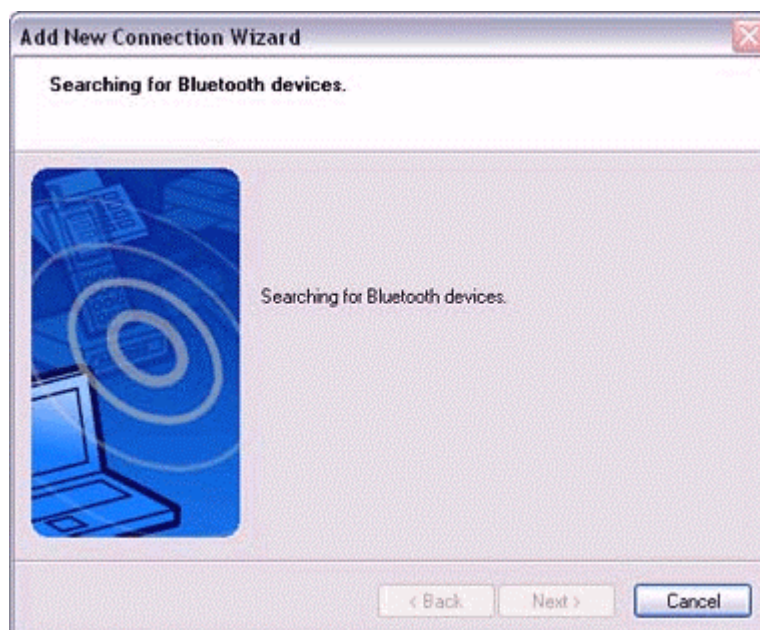 Add New Connection Wizard
Searching for Bluetooth devices.
Searching for Bluetooth devices.
< Back Next > Cancel